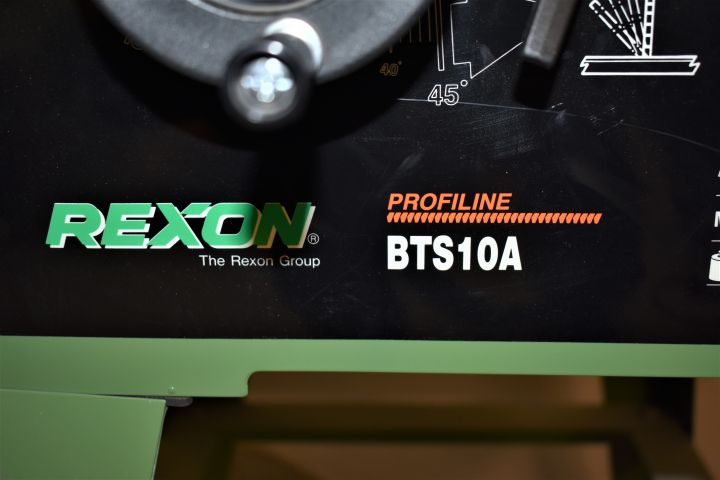 40°
45°
REXON®
The Rexon Group
PROFILINE
BTS10A